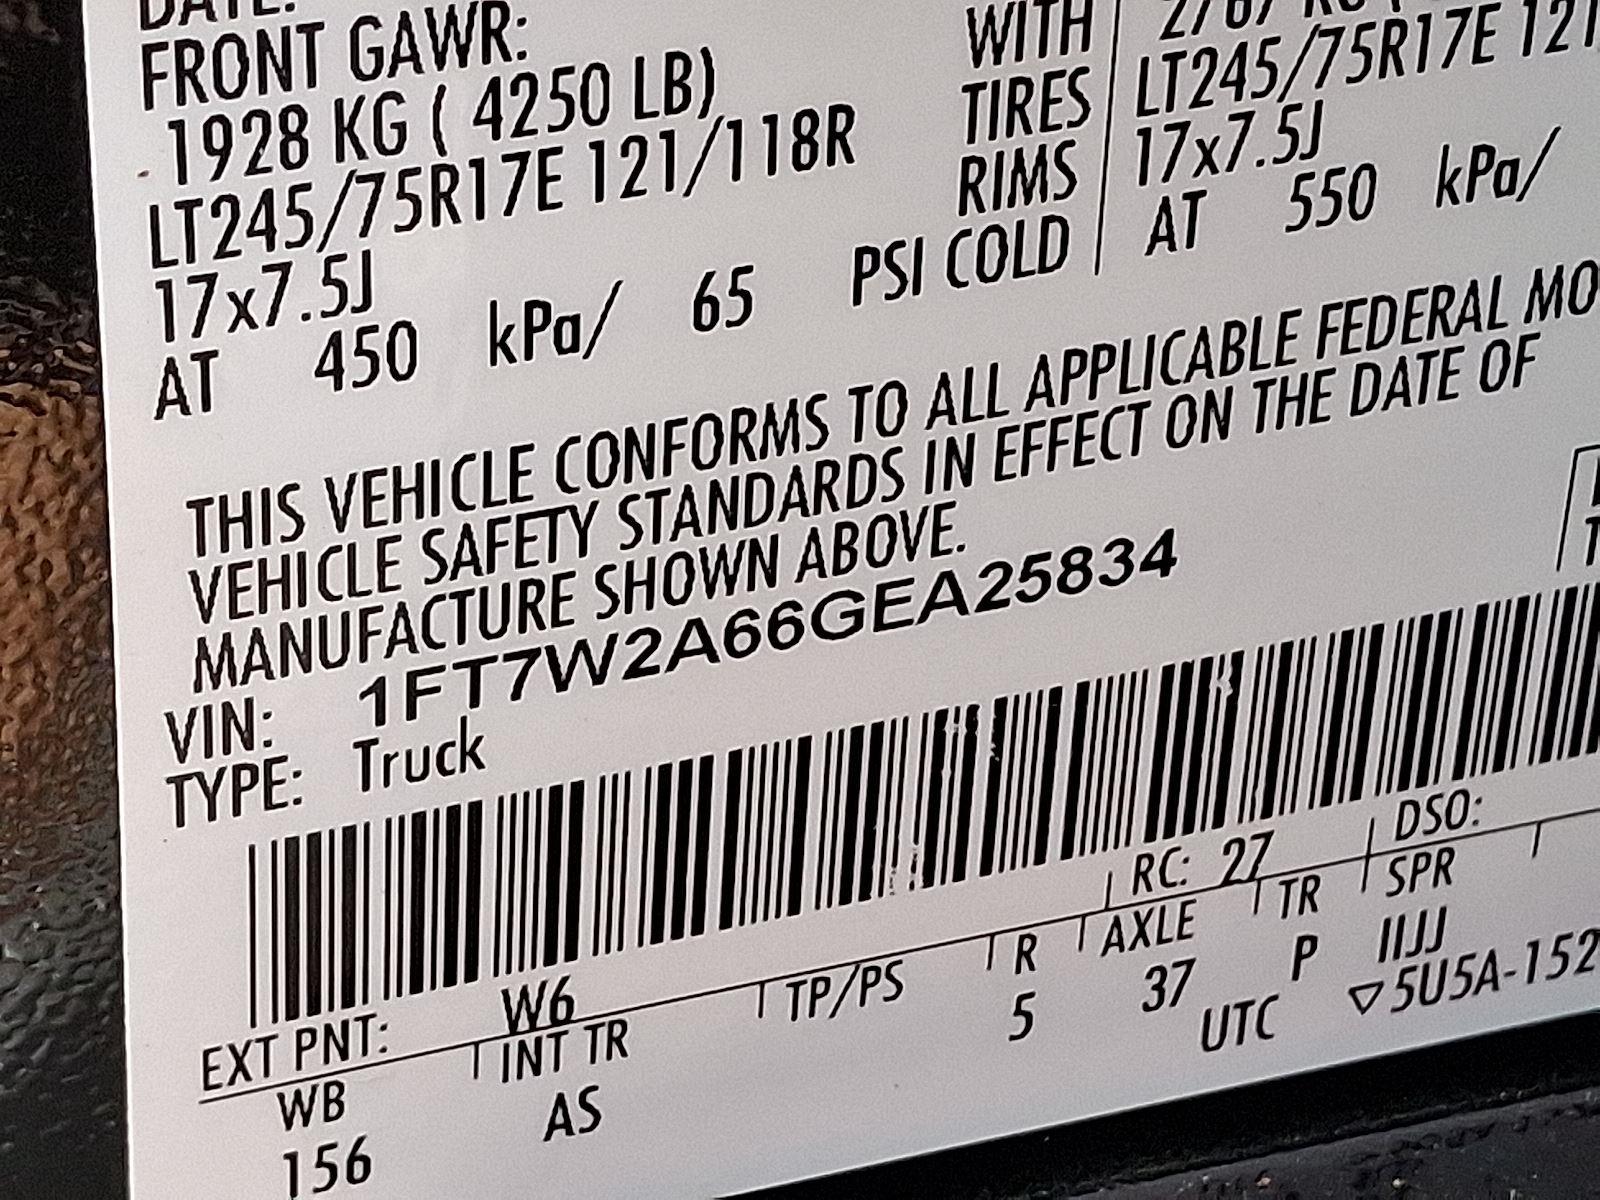 DATE:
FRONT GAWR:
1928 KG ( 4250 LB)
LT245/75R17E 121/118R
17x7.5J
AT 450 kPa/ 65 PSI COLD
WITH
TIRES
RIMS
LT245/75R17E 121
17x7.5J
AT 550 kPa/
THIS VEHICLE CONFORMS TO ALL APPLICABLE FEDERAL MO
VEHICLE SAFETY STANDARDS IN EFFECT ON THE DATE OF
MANUFACTURE SHOWN ABOVE.
VIN: 1FT7W2A66GEA25834
TYPE: Truck
EXT PNT: W6 RC: 27 DSO:
WB INT TR TP/PS R AXLE TR SPR
156 AS 5 37 P IIJJ
UTC ▽5U5A-152